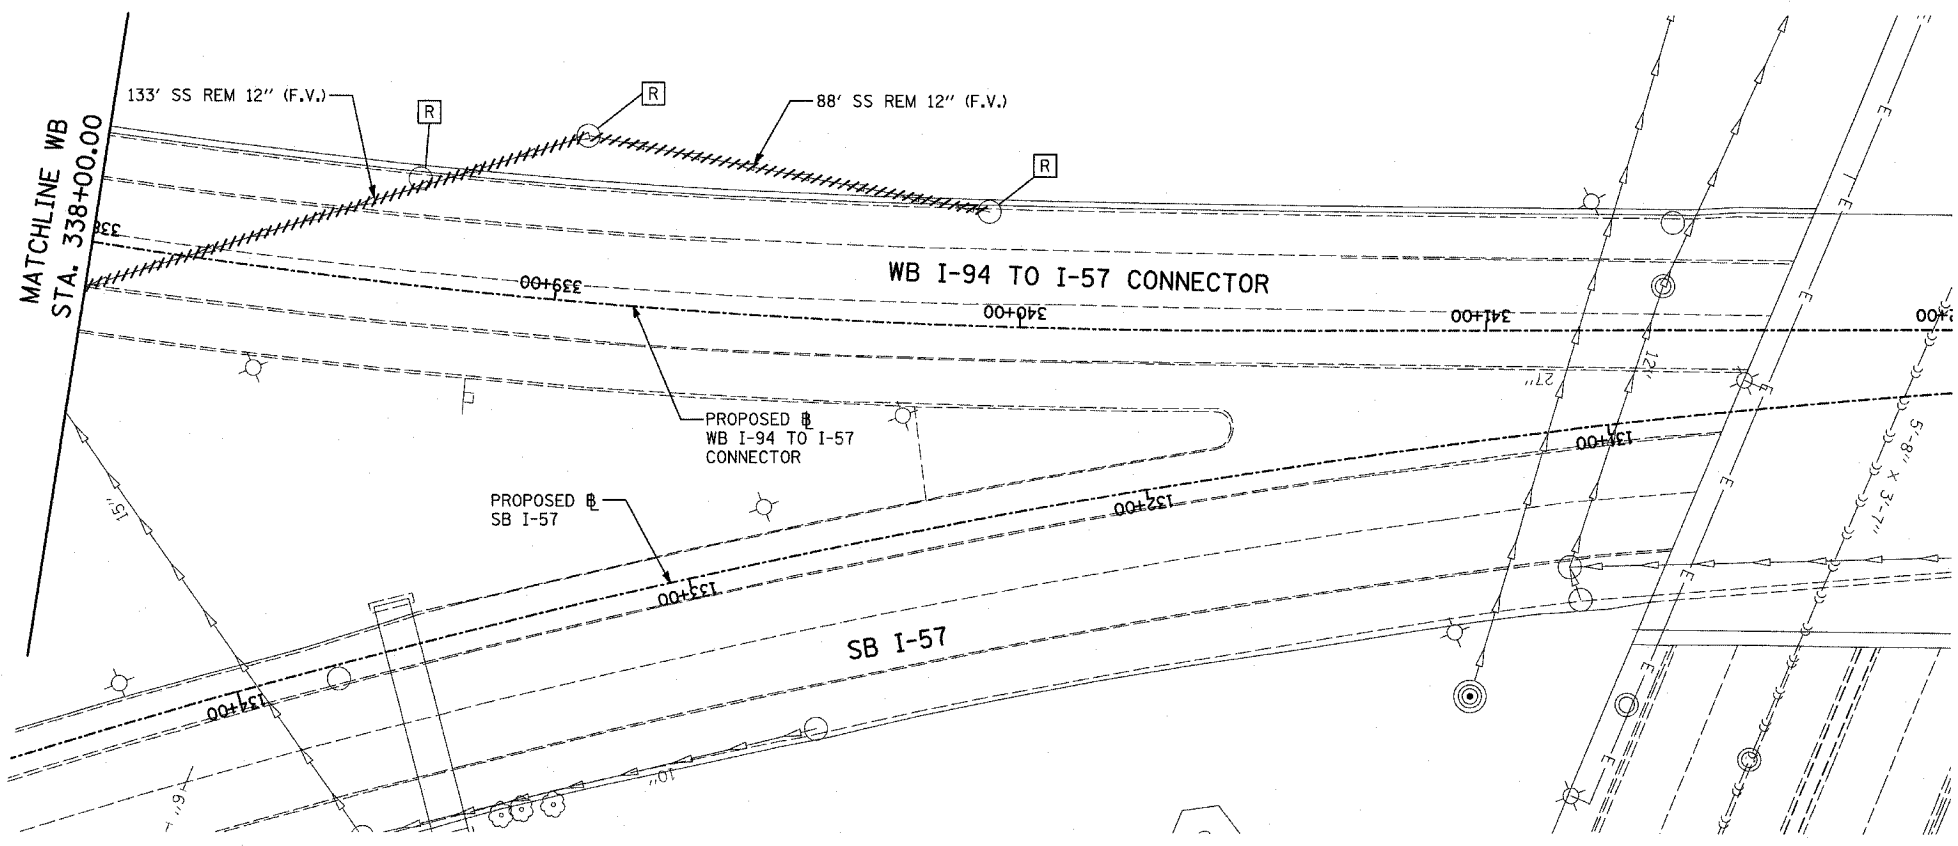 MATCHLINE WB
STA. 338+00.00
133' SS REM 12" (F.V.)
R
R
88' SS REM 12" (F.V.)
R
338
339+00
WB I-94 TO I-57 CONNECTOR
340+00
341+00
+00
27"
12"
E
E
E
E
E
E
E
E
E
5'-8" X 3'-7"
PROPOSED ⅊
WB I-94 TO I-57
CONNECTOR
PROPOSED ⅊
SB I-57
131+00
132+00
133+00
134+00
SB I-57
15"
10"
6"